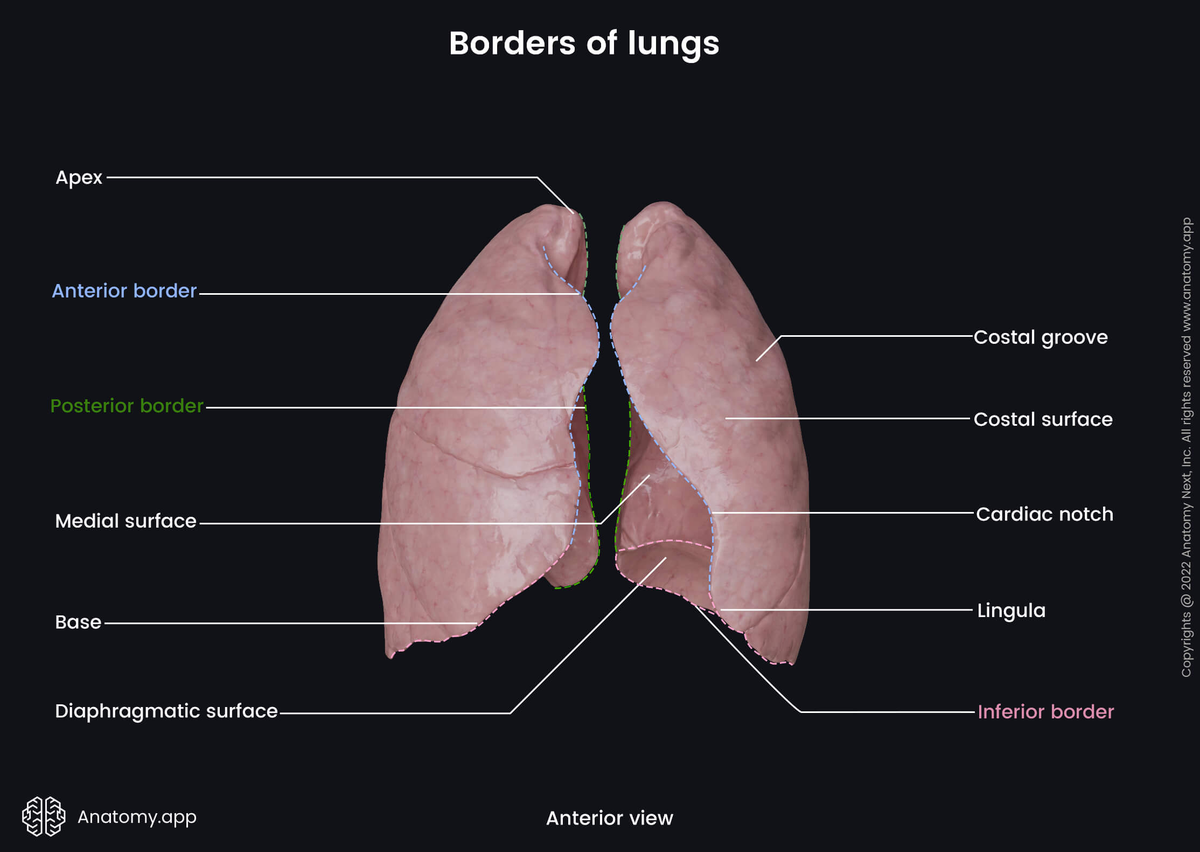 Borders of lungs
Apex
Anterior border
Posterior border
Medial surface
Base
Diaphragmatic surface
Costal groove
Costal surface
Cardiac notch
Lingula
Inferior border
Copyrights @ 2022 Anatomy Next, Inc. All rights reserved www.anatomy.app
Anatomy.app
Anterior view